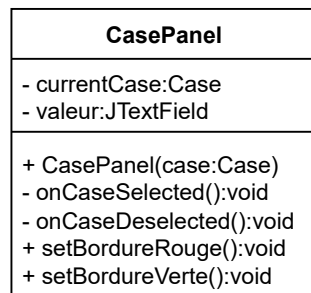 CasePanel
- currentCase:Case
- valeur:JTextField
+ CasePanel(case:Case)
- onCaseSelected():void
- onCaseDeselected():void
+ setBordureRouge():void
+ setBordureVerte():void